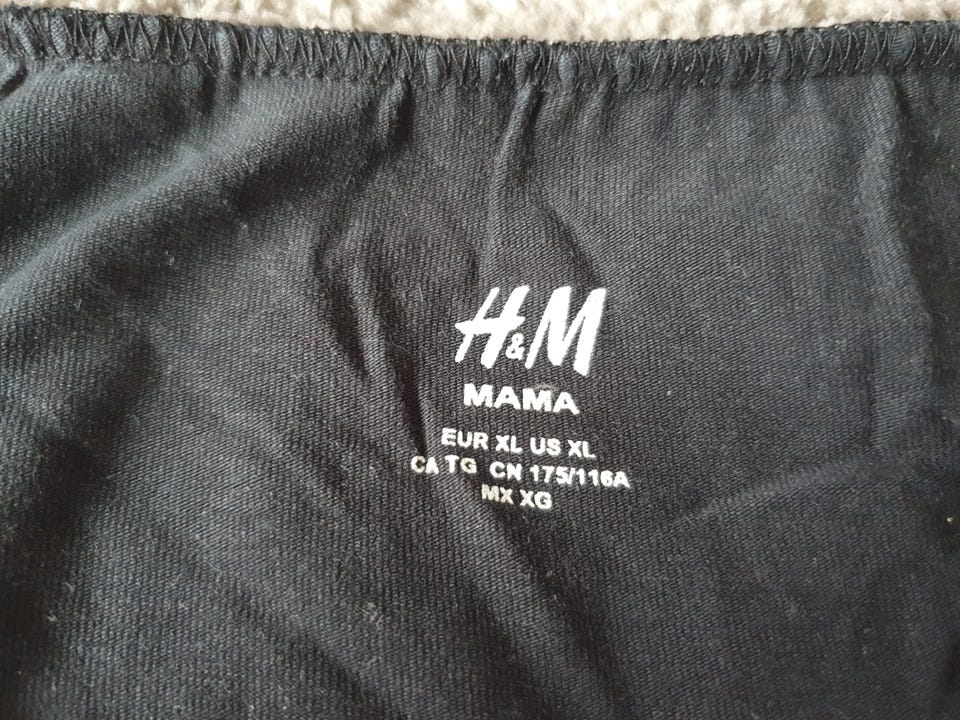 H&M
MAMA
EUR XL US XL
CA TG CN 175/116A
MX XG